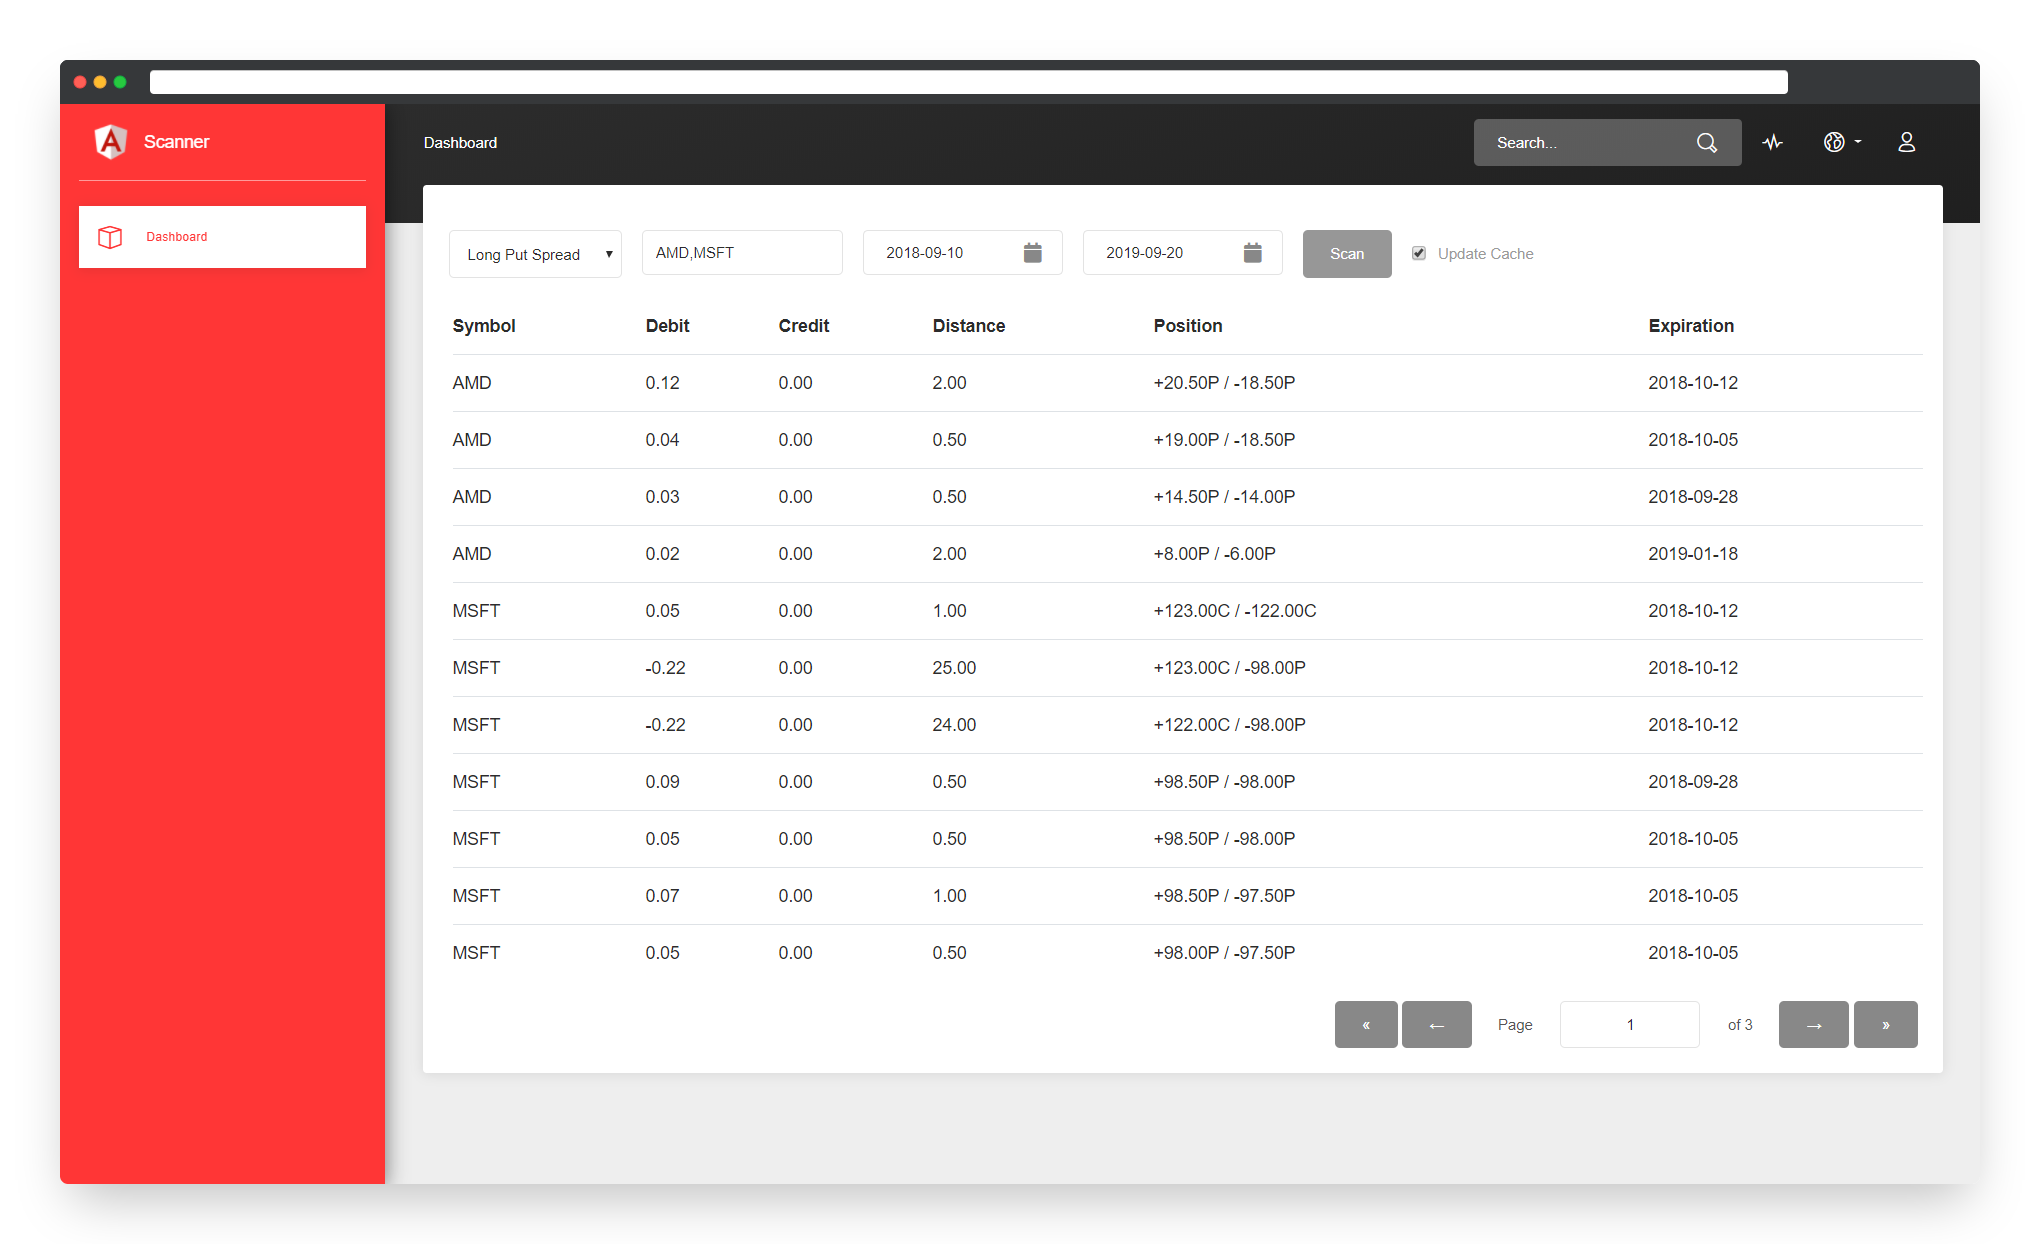 Scanner
Dashboard
Search...
Dashboard
Long Put Spread AMD,MSFT 2018-09-10 2019-09-20 Scan Update Cache
Symbol Debit Credit Distance Position Expiration
AMD 0.12 0.00 2.00 +20.50P / -18.50P 2018-10-12
AMD 0.04 0.00 0.50 +19.00P / -18.50P 2018-10-05
AMD 0.03 0.00 0.50 +14.50P / -14.00P 2018-09-28
AMD 0.02 0.00 2.00 +8.00P / -6.00P 2019-01-18
MSFT 0.05 0.00 1.00 +123.00C / -122.00C 2018-10-12
MSFT -0.22 0.00 25.00 +123.00C / -98.00P 2018-10-12
MSFT -0.22 0.00 24.00 +122.00C / -98.00P 2018-10-12
MSFT 0.09 0.00 0.50 +98.50P / -98.00P 2018-09-28
MSFT 0.05 0.00 0.50 +98.50P / -98.00P 2018-10-05
MSFT 0.07 0.00 1.00 +98.50P / -97.50P 2018-10-05
MSFT 0.05 0.00 0.50 +98.00P / -97.50P 2018-10-05
« ← Page 1 of 3 → »